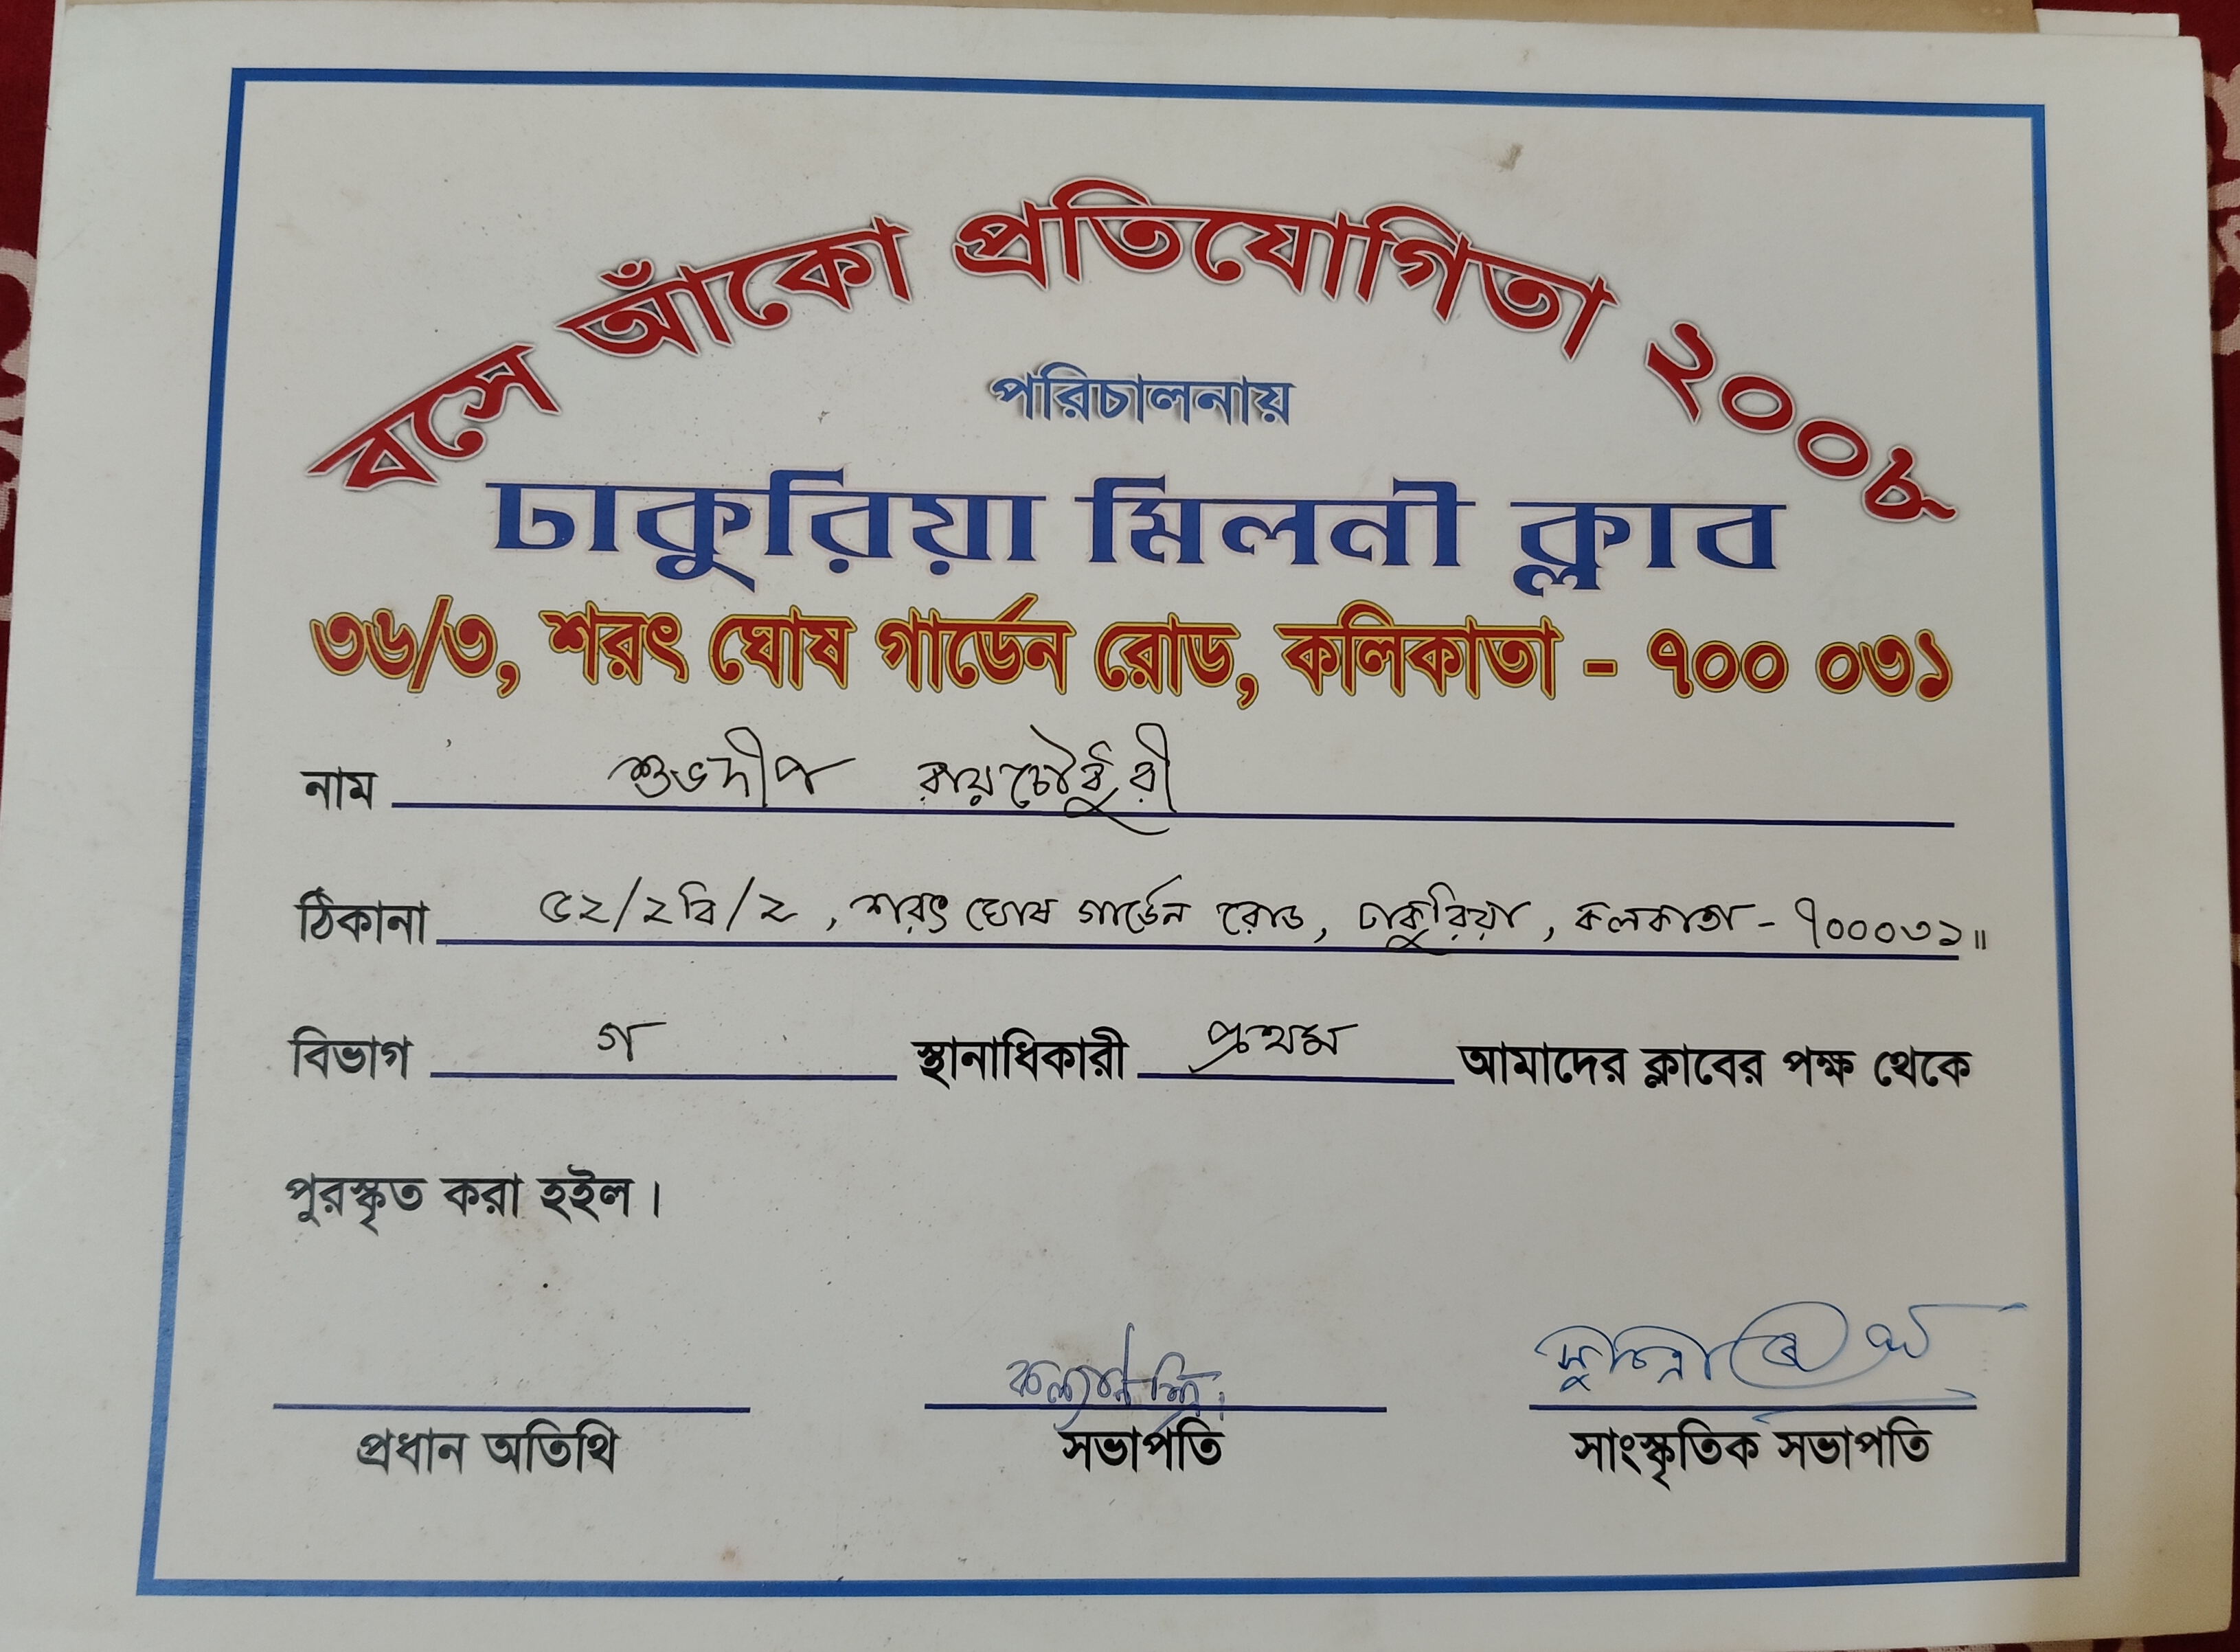 বসে আঁকো প্রতিযোগিতা ২০০৮
পরিচালনায়
ঢাকুরিয়া মিলনী ক্লাব
৩৬/৩, শরৎ ঘোষ গার্ডেন রোড, কলিকাতা - ৭০০ ০৩১
নাম শুভদীপ রায়চৌধুরী
ঠিকানা ৫২/২বি/২, শরৎ ঘোষ গার্ডেন রোড, ঢাকুরিয়া, কলকাতা - ৭০০০৩১॥
বিভাগ গ স্থানাধিকারী প্রথম আমাদের ক্লাবের পক্ষ থেকে
পুরস্কৃত করা হইল।
প্রধান অতিথি সভাপতি সাংস্কৃতিক সভাপতি